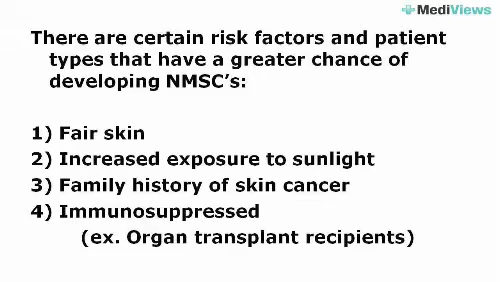 MediViews
There are certain risk factors and patient
types that have a greater chance of
developing NMSC's:
1) Fair skin
2) Increased exposure to sunlight
3) Family history of skin cancer
4) Immunosuppressed
(ex. Organ transplant recipients)